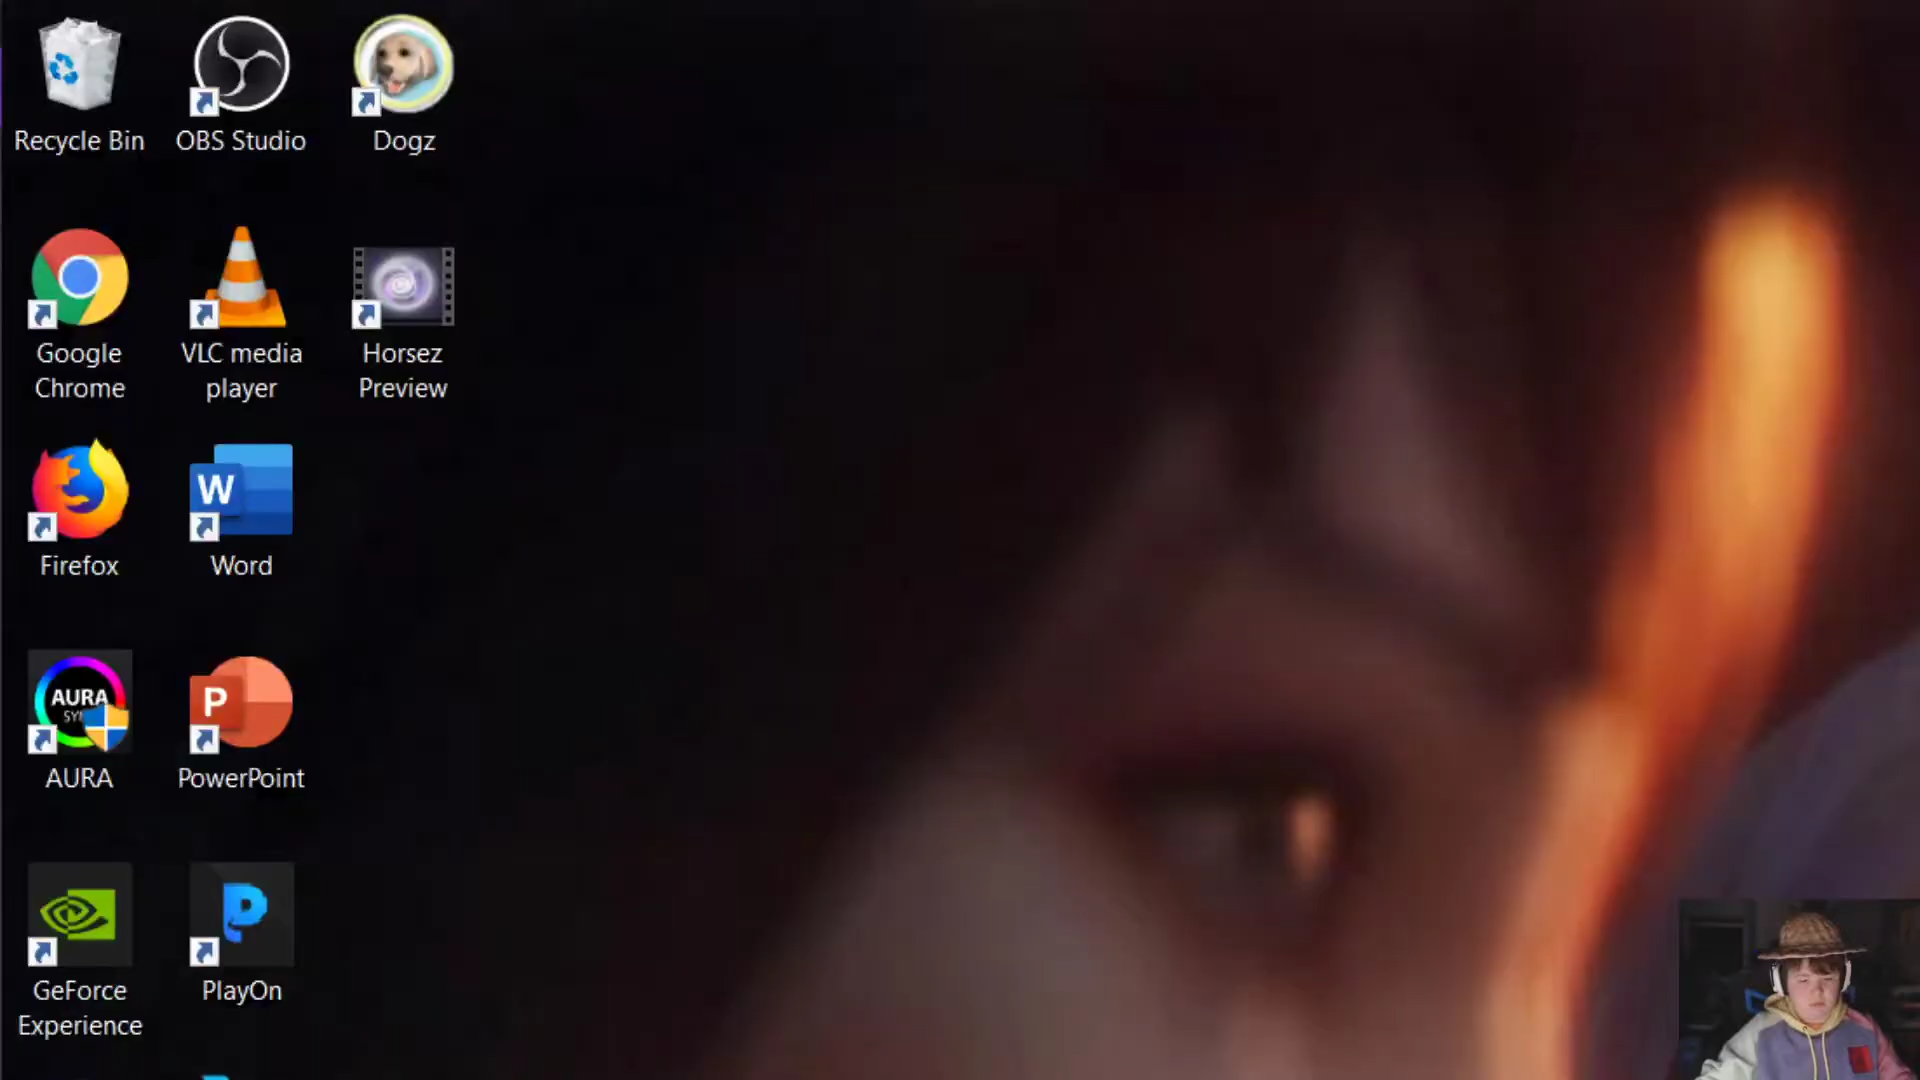 Recycle Bin
OBS Studio
Dogz
Google
Chrome
VLC media
player
Horsez
Preview
Firefox
W
Word
AURA
AURA
P
PowerPoint
GeForce
Experience
PlayOn